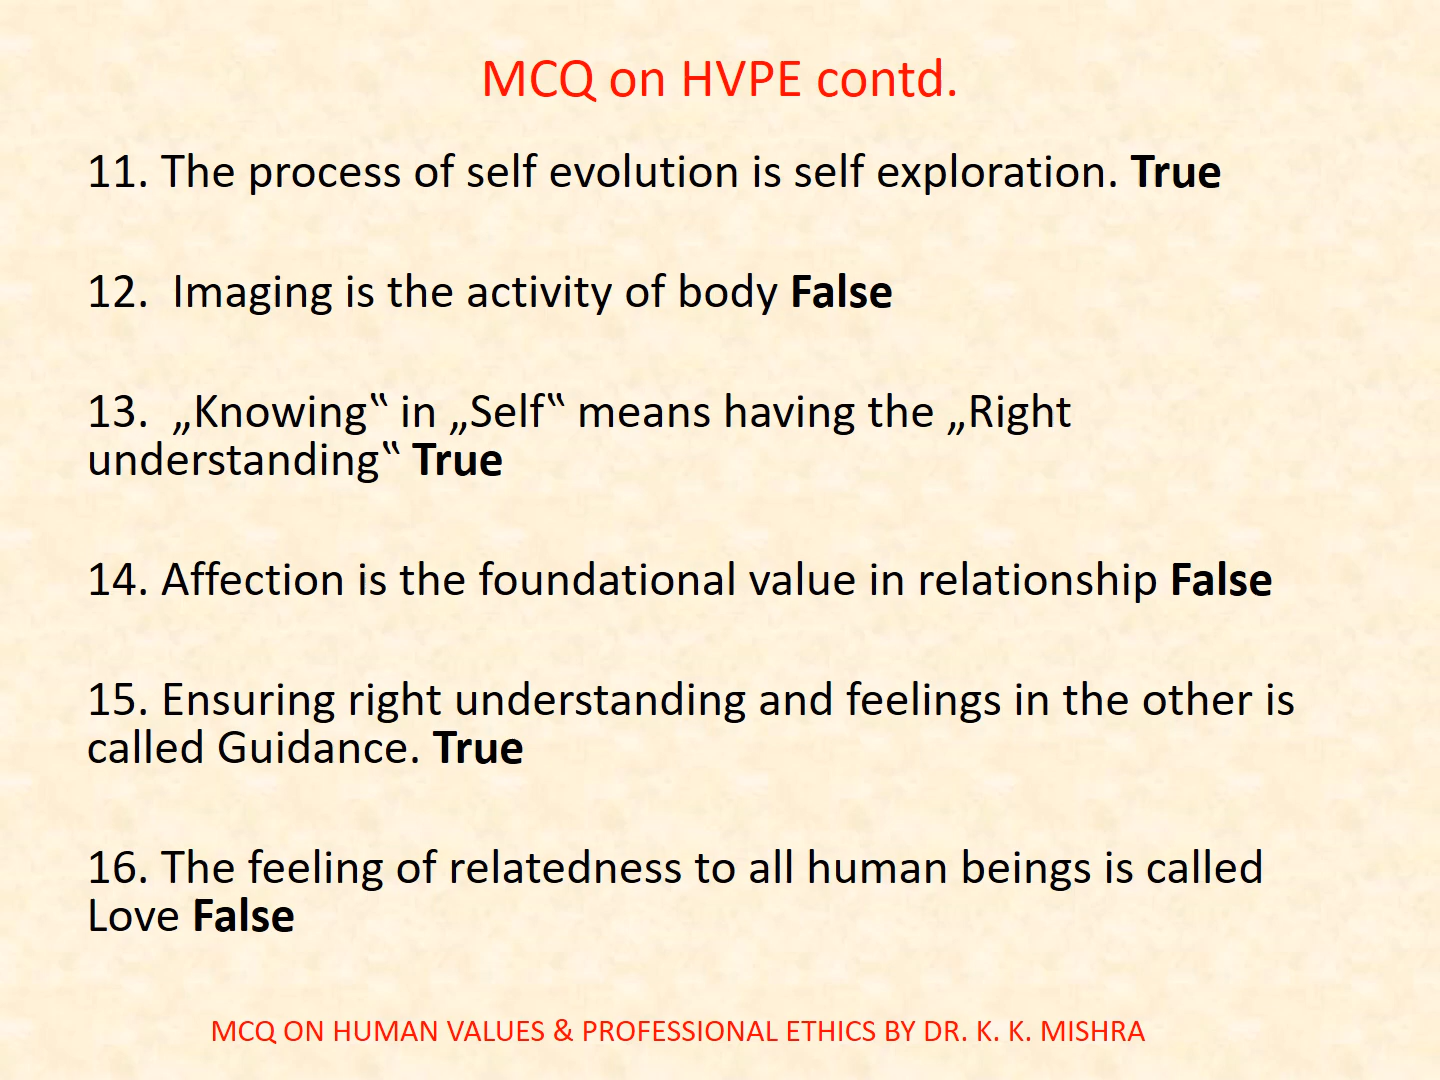 MCQ on HVPE contd.
11. The process of self evolution is self exploration. True
12. Imaging is the activity of body False
13. „Knowing‟ in „Self‟ means having the „Right
understanding‟ True
14. Affection is the foundational value in relationship False
15. Ensuring right understanding and feelings in the other is
called Guidance. True
16. The feeling of relatedness to all human beings is called
Love False
MCQ ON HUMAN VALUES & PROFESSIONAL ETHICS BY DR. K. K. MISHRA